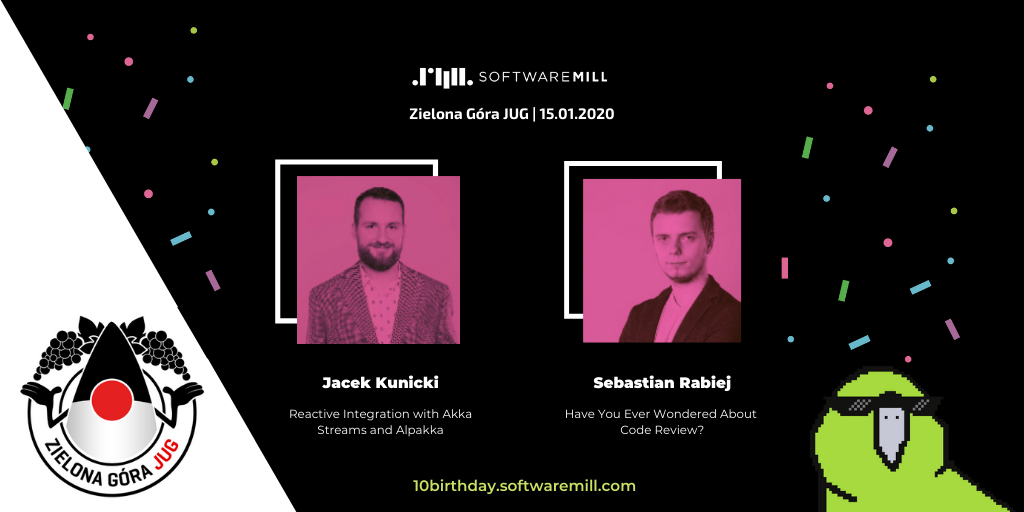 SOFTWAREMILL
Zielona Góra JUG | 15.01.2020
Jacek Kunicki
Reactive Integration with Akka
Streams and Alpakka
Sebastian Rabiej
Have You Ever Wondered About
Code Review?
10birthday.softwaremill.com
ZIELONA GÓRA JUG